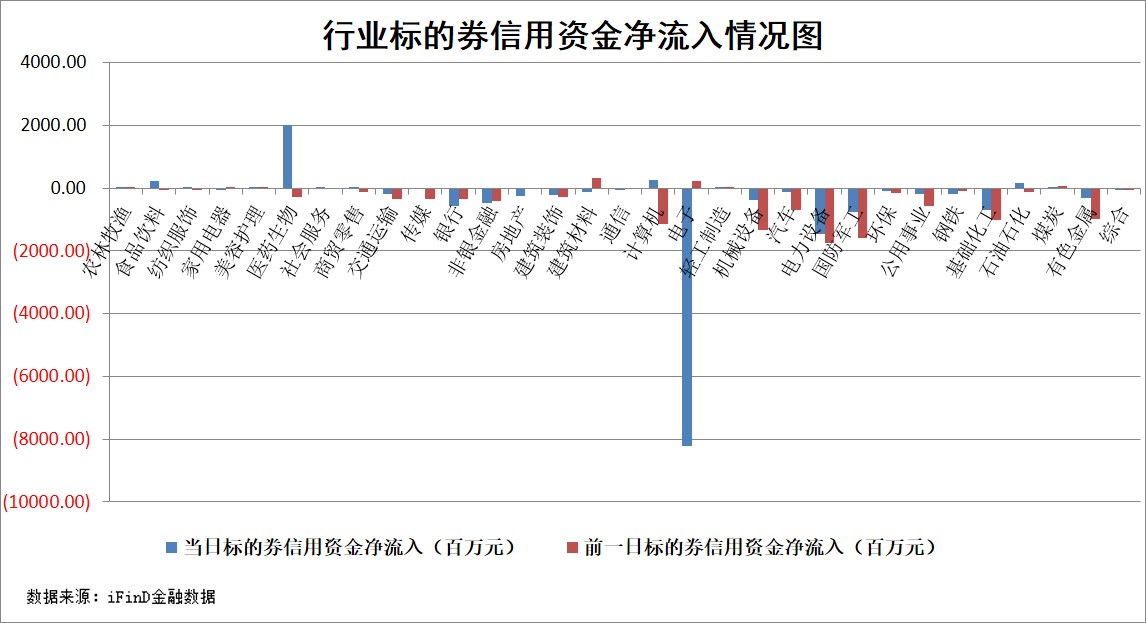 行业标的券信用资金净流入情况图
4000.00
2000.00
0.00
(2000.00)
(4000.00)
(6000.00)
(8000.00)
(10000.00)
农林牧渔
食品饮料
纺织服饰
家用电器
美容护理
医药生物
社会服务
商贸零售
交通运输
传媒
银行
非银金融
房地产
建筑装饰
建筑材料
通信
计算机
电子
轻工制造
机械设备
汽车
电力设备
国防军工
环保
公用事业
钢铁
基础化工
石油石化
煤炭
有色金属
综合
当日标的券信用资金净流入（百万元）
前一日标的券信用资金净流入（百万元）
数据来源：iFinD金融数据